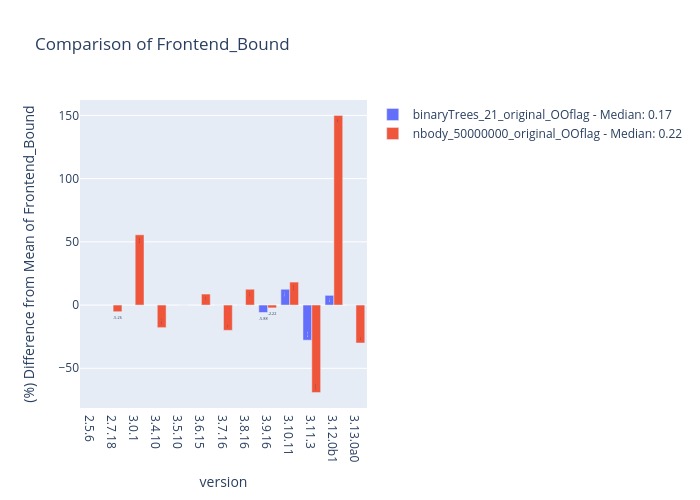 Comparison of Frontend_Bound
binaryTrees_21_original_OOflag - Median: 0.17
nbody_50000000_original_OOflag - Median: 0.22
(%) Difference from Mean of Frontend_Bound
150
100
50
0
−50
2.5.6
2.7.18
3.0.1
3.4.10
3.5.10
3.6.15
3.7.16
3.8.16
3.9.16
3.10.11
3.11.3
3.12.0b1
3.13.0a0
version